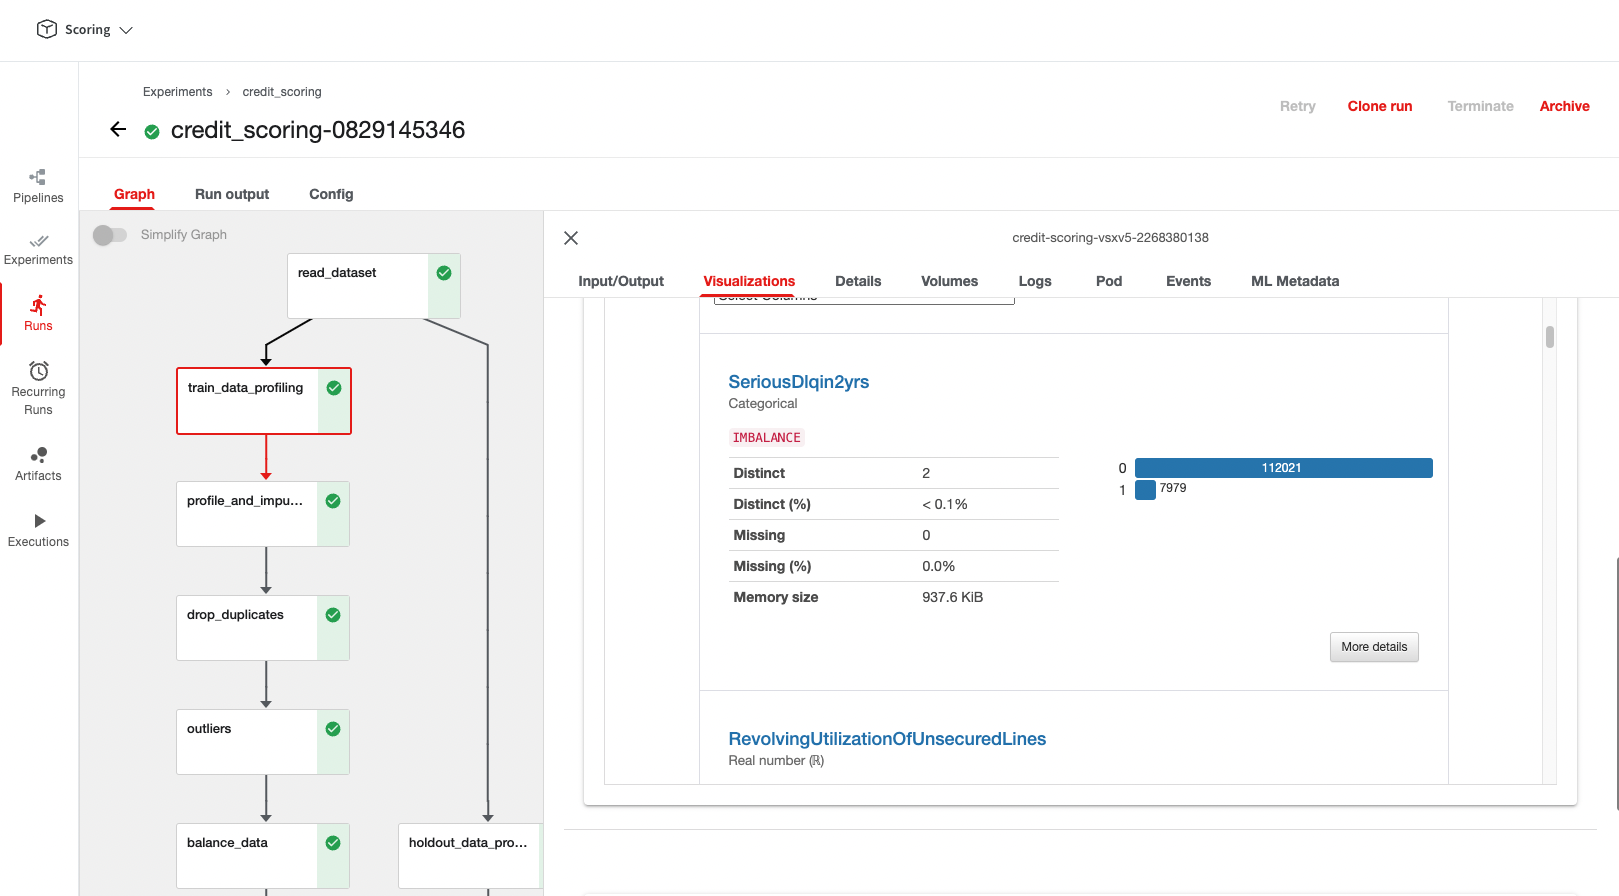 Scoring
Experiments > credit_scoring
credit_scoring-0829145346
Retry Clone run Terminate Archive
Pipelines
Experiments
Runs
Recurring
Runs
Artifacts
Executions
Graph Run output Config
Simplify Graph
read_dataset
train_data_profiling
profile_and_impu...
drop_duplicates
outliers
balance_data
holdout_data_pro...
credit-scoring-vsxv5-2268380138
Input/Output Visualizations Details Volumes Logs Pod Events ML Metadata
Select Columns
SeriousDlqin2yrs
Categorical
IMBALANCE
Distinct 2
Distinct (%) < 0.1%
Missing 0
Missing (%) 0.0%
Memory size 937.6 KiB
0 112021
1 7979
More details
RevolvingUtilizationOfUnsecuredLines
Real number (ℝ)